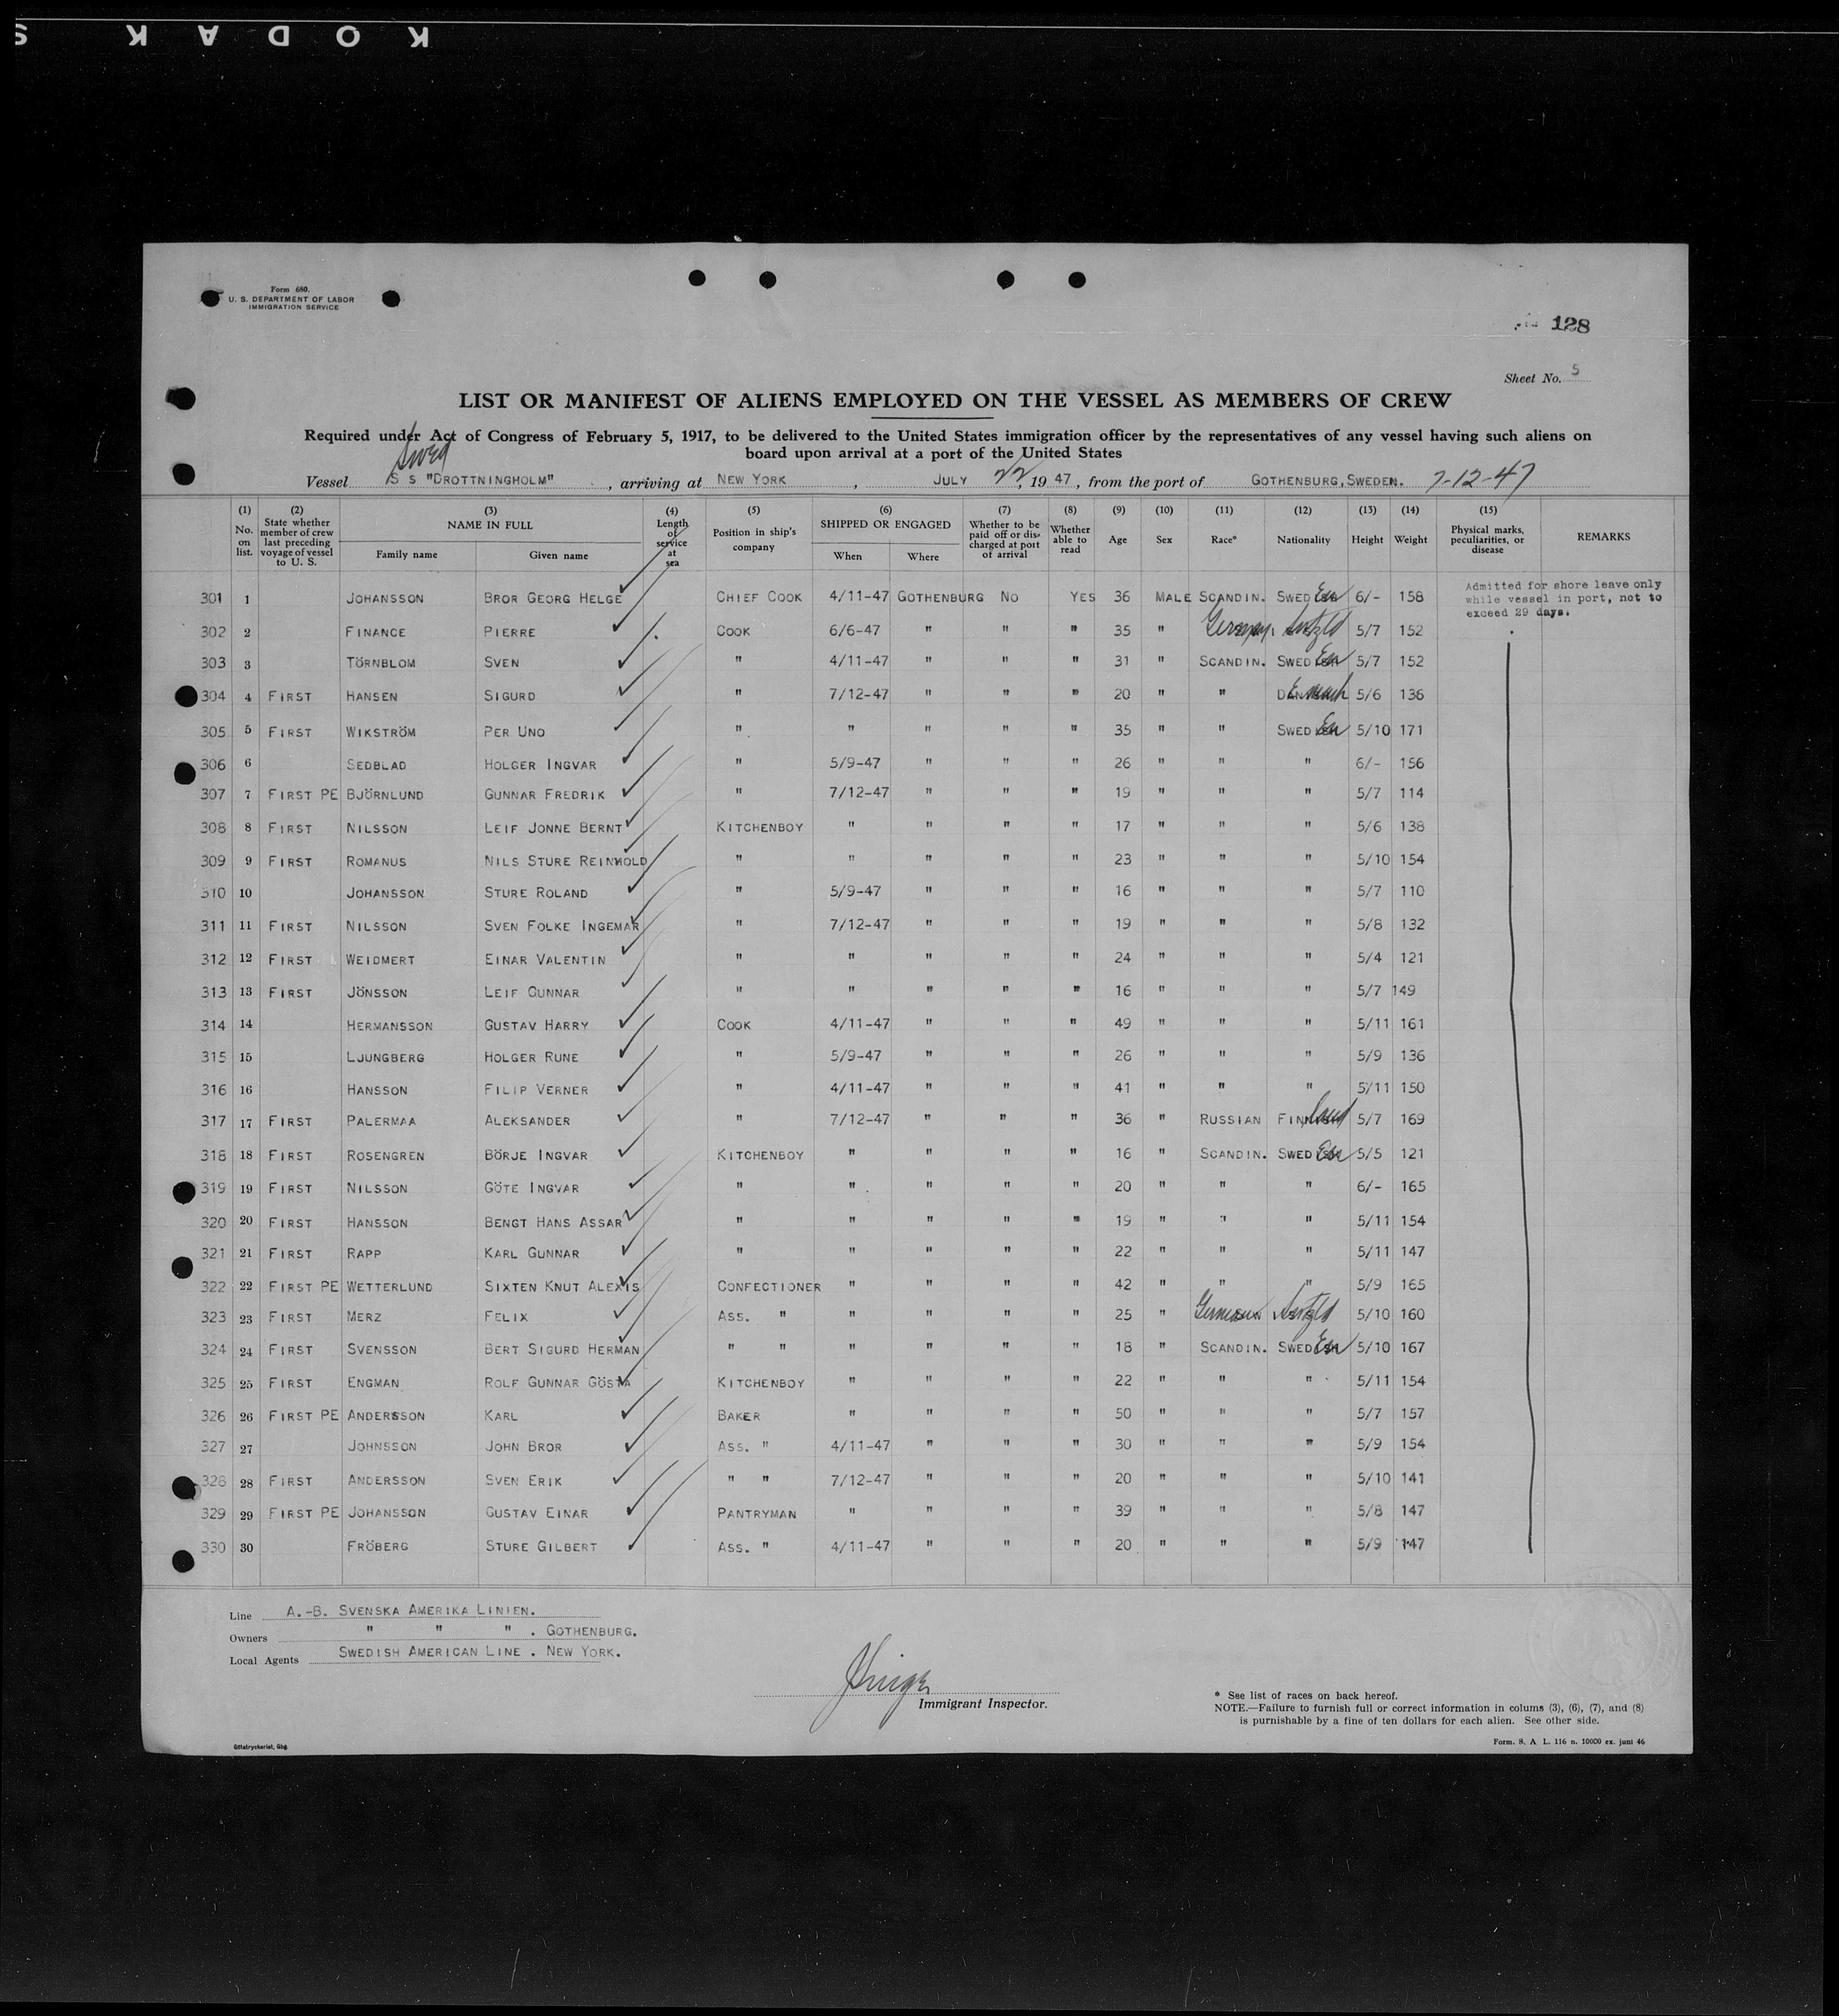 KODAK S
Form 680.
U. S. DEPARTMENT OF LABOR
IMMIGRATION SERVICE
128
Sheet No. 5
LIST OR MANIFEST OF ALIENS EMPLOYED ON THE VESSEL AS MEMBERS OF CREW
Required under Act of Congress of February 5, 1917, to be delivered to the United States immigration officer by the representatives of any vessel having such aliens on
board upon arrival at a port of the United States
Swed
Vessel S S "DROTTNINGHOLM" , arriving at NEW YORK , JULY 22, 1947, from the port of GOTHENBURG, SWEDEN. 7-12-47
(1) (2) (3) (4) (5) (6) (7) (8) (9) (10) (11) (12) (13) (14) (15)
No. on list. State whether member of crew last preceding voyage of vessel to U. S. NAME IN FULL Family name Given name Length of service at sea Position in ship's company SHIPPED OR ENGAGED When Where Whether to be paid off or discharged at port of arrival Whether able to read Age Sex Race* Nationality Height Weight Physical marks, peculiarities, or disease REMARKS
Admitted for shore leave only
while vessel in port, not to
exceed 29 days.
301 1 JOHANSSON BROR GEORG HELGE CHIEF COOK 4/11-47 GOTHENBURG NO YES 36 MALE SCANDIN. SWEDEN 6/- 158
302 2 FINANCE PIERRE COOK 6/6-47 " " " 35 " German Switzld 5/7 152
303 3 TÖRNBLOM SVEN " 4/11-47 " " " 31 " SCANDIN. SWEDEN 5/7 152
304 4 FIRST HANSEN SIGURD " 7/12-47 " " " 20 " " Denmark 5/6 136
305 5 FIRST WIKSTRÖM PER UNO " " " " " 35 " " SWEDEN 5/10 171
306 6 SEDBLAD HOLGER INGVAR " 5/9-47 " " " 26 " " " 6/- 156
307 7 FIRST PE BJÖRNLUND GUNNAR FREDRIK " 7/12-47 " " " 19 " " " 5/7 114
308 8 FIRST NILSSON LEIF JONNE BERNT KITCHENBOY " " " " 17 " " " 5/6 138
309 9 FIRST ROMANUS NILS STURE REINHOLD " " " " " 23 " " " 5/10 154
310 10 JOHANSSON STURE ROLAND " 5/9-47 " " " 16 " " " 5/7 110
311 11 FIRST NILSSON SVEN FOLKE INGEMAR " 7/12-47 " " " 19 " " " 5/8 132
312 12 FIRST WEIDMERT EINAR VALENTIN " " " " " 24 " " " 5/4 121
313 13 FIRST JÖNSSON LEIF GUNNAR " " " " " 16 " " " 5/7 149
314 14 HERMANSSON GUSTAV HARRY COOK 4/11-47 " " " 49 " " " 5/11 161
315 15 LJUNGBERG HOLGER RUNE " 5/9-47 " " " 26 " " " 5/9 136
316 16 HANSSON FILIP VERNER " 4/11-47 " " " 41 " " " 5/11 150
317 17 FIRST PALERMAA ALEKSANDER " 7/12-47 " " " 36 " RUSSIAN FINland 5/7 169
318 18 FIRST ROSENGREN BÖRJE INGVAR KITCHENBOY " " " " 16 " SCANDIN. SWEDEN 5/5 121
319 19 FIRST NILSSON GÖTE INGVAR " " " " " 20 " " " 6/- 165
320 20 FIRST HANSSON BENGT HANS ASSAR " " " " " 19 " " " 5/11 154
321 21 FIRST RAPP KARL GUNNAR " " " " " 22 " " " 5/11 147
322 22 FIRST PE WETTERLUND SIXTEN KNUT ALEXIS CONFECTIONER " " " " 42 " " " 5/9 165
323 23 FIRST MERZ FELIX ASS. " " " " " 25 " German Switzld 5/10 160
324 24 FIRST SVENSSON BERT SIGURD HERMAN " " " " " " 18 " SCANDIN. SWEDEN 5/10 167
325 25 FIRST ENGMAN ROLF GUNNAR GÖSTA KITCHENBOY " " " " 22 " " " 5/11 154
326 26 FIRST PE ANDERSSON KARL BAKER " " " " 50 " " " 5/7 157
327 27 JOHNSSON JOHN BROR ASS. " 4/11-47 " " " 30 " " " 5/9 154
328 28 FIRST ANDERSSON SVEN ERIK " " 7/12-47 " " " 20 " " " 5/10 141
329 29 FIRST PE JOHANSSON GUSTAV EINAR PANTRYMAN " " " " 39 " " " 5/8 147
330 30 FRÖBERG STURE GILBERT ASS. " 4/11-47 " " " 20 " " " 5/9 147
Line A.-B. SVENSKA AMERIKA LINIEN.
Owners " " " . GOTHENBURG.
Local Agents SWEDISH AMERICAN LINE . NEW YORK.
Immigrant Inspector.
* See list of races on back hereof.
NOTE.—Failure to furnish full or correct information in colums (3), (6), (7), and (8)
is punishable by a fine of ten dollars for each alien. See other side.
Form. S. A. L. 116 n. 10000 ex. juni 46